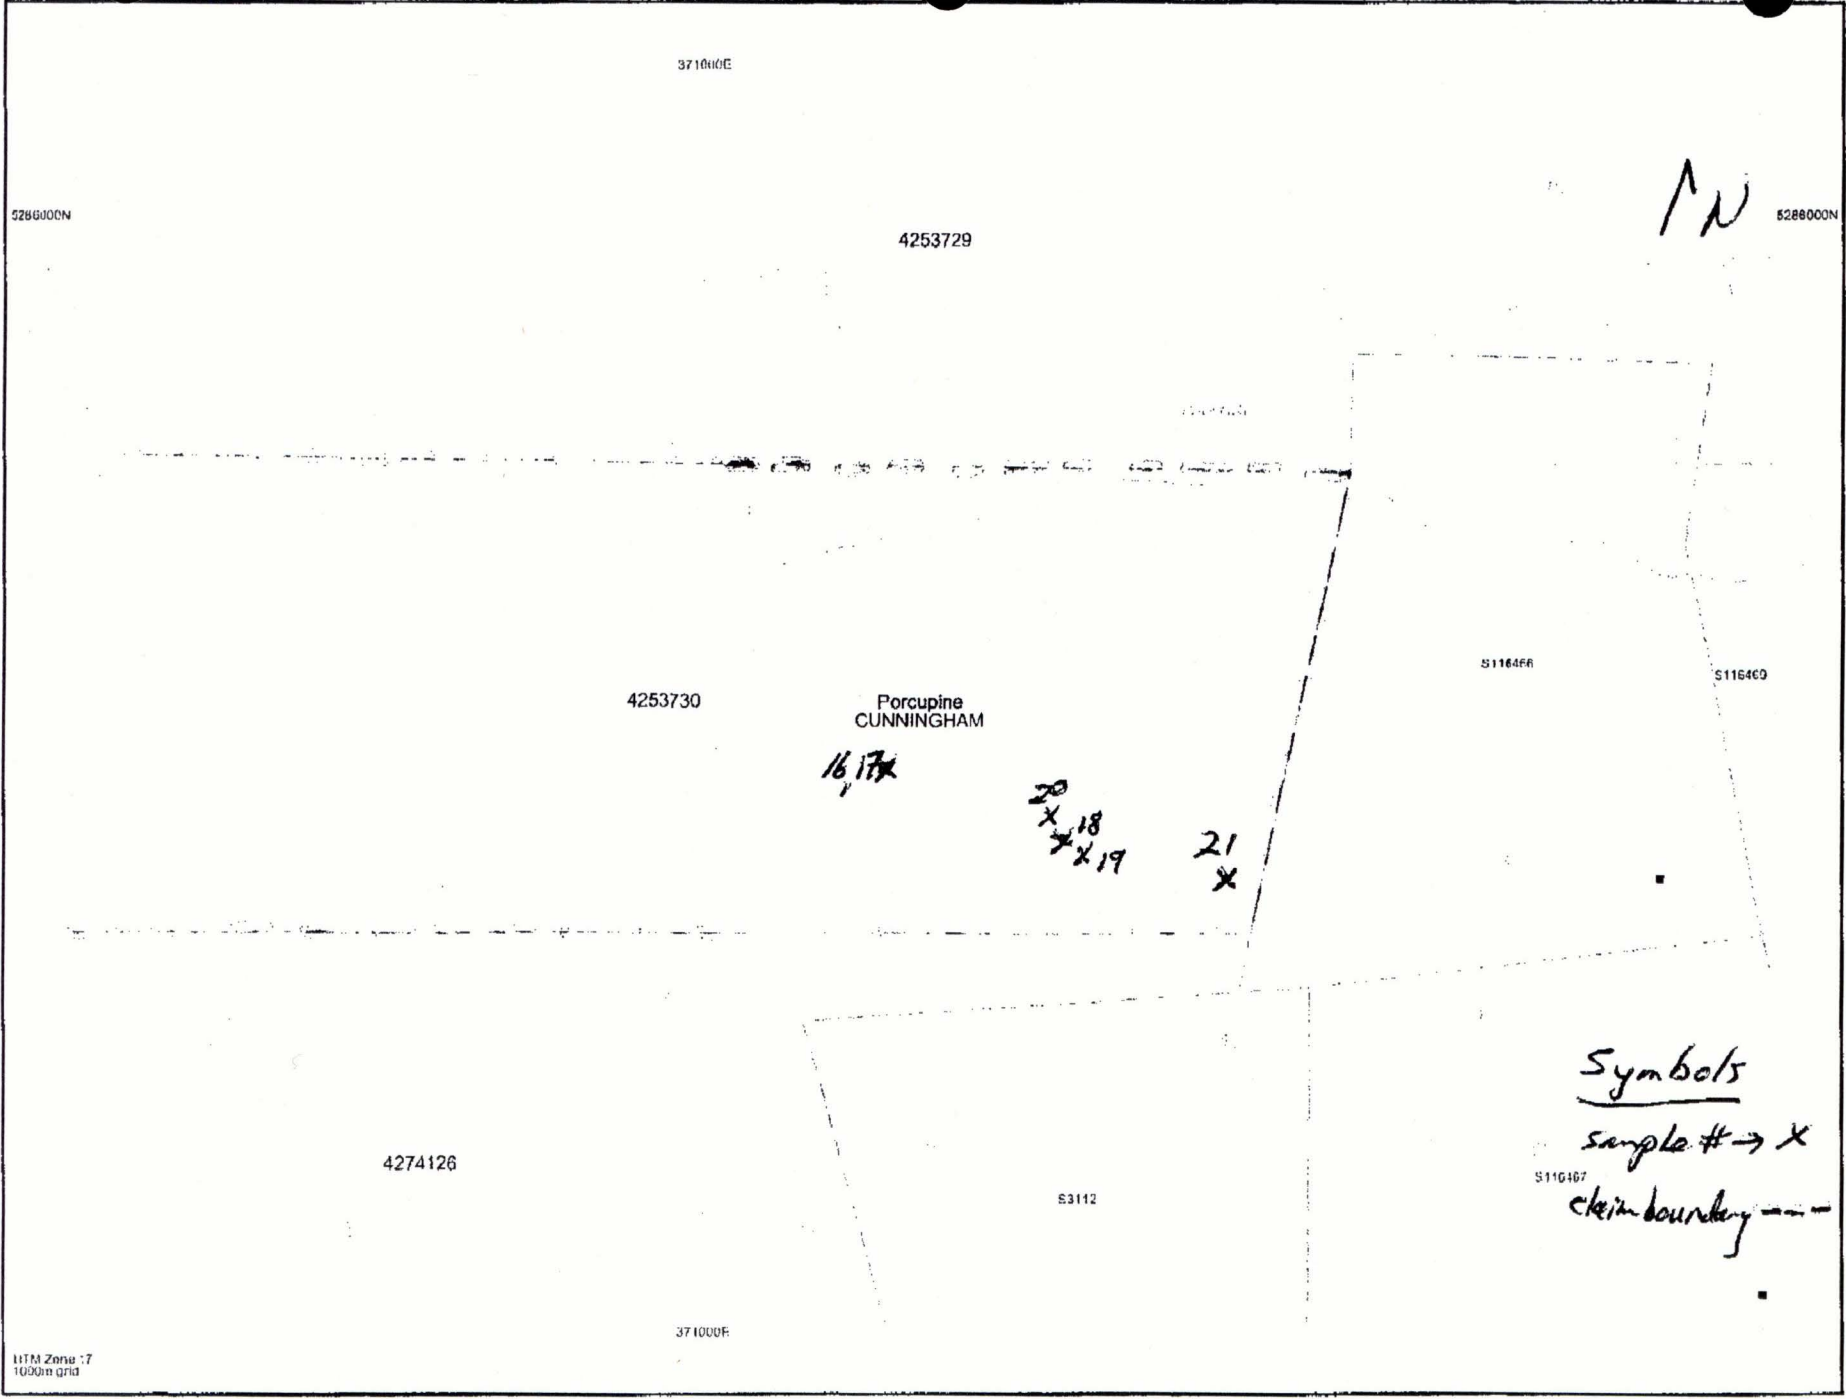 371000E
N
5286000N
5286000N
4253729
S116466
S116469
4253730
Porcupine
CUNNINGHAM
16, 17
20
18
19
21
Symbols
sample # → X
S116467
claim boundary ----
4274126
S3112
371000E
UTM Zone 17
1000m grid